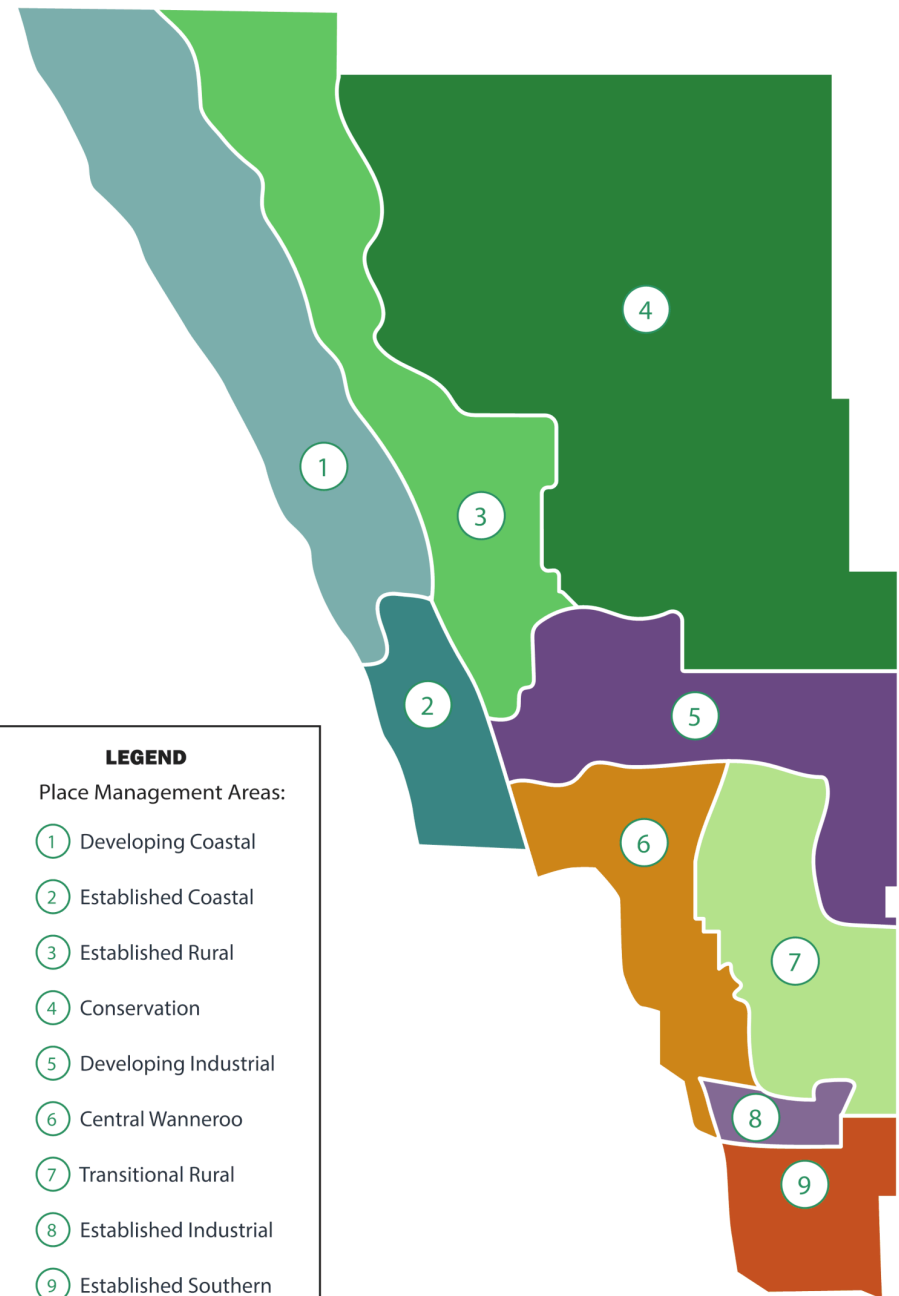 4
1
3
2
5
6
7
8
9
LEGEND
Place Management Areas:
1 Developing Coastal
2 Established Coastal
3 Established Rural
4 Conservation
5 Developing Industrial
6 Central Wanneroo
7 Transitional Rural
8 Established Industrial
9 Established Southern